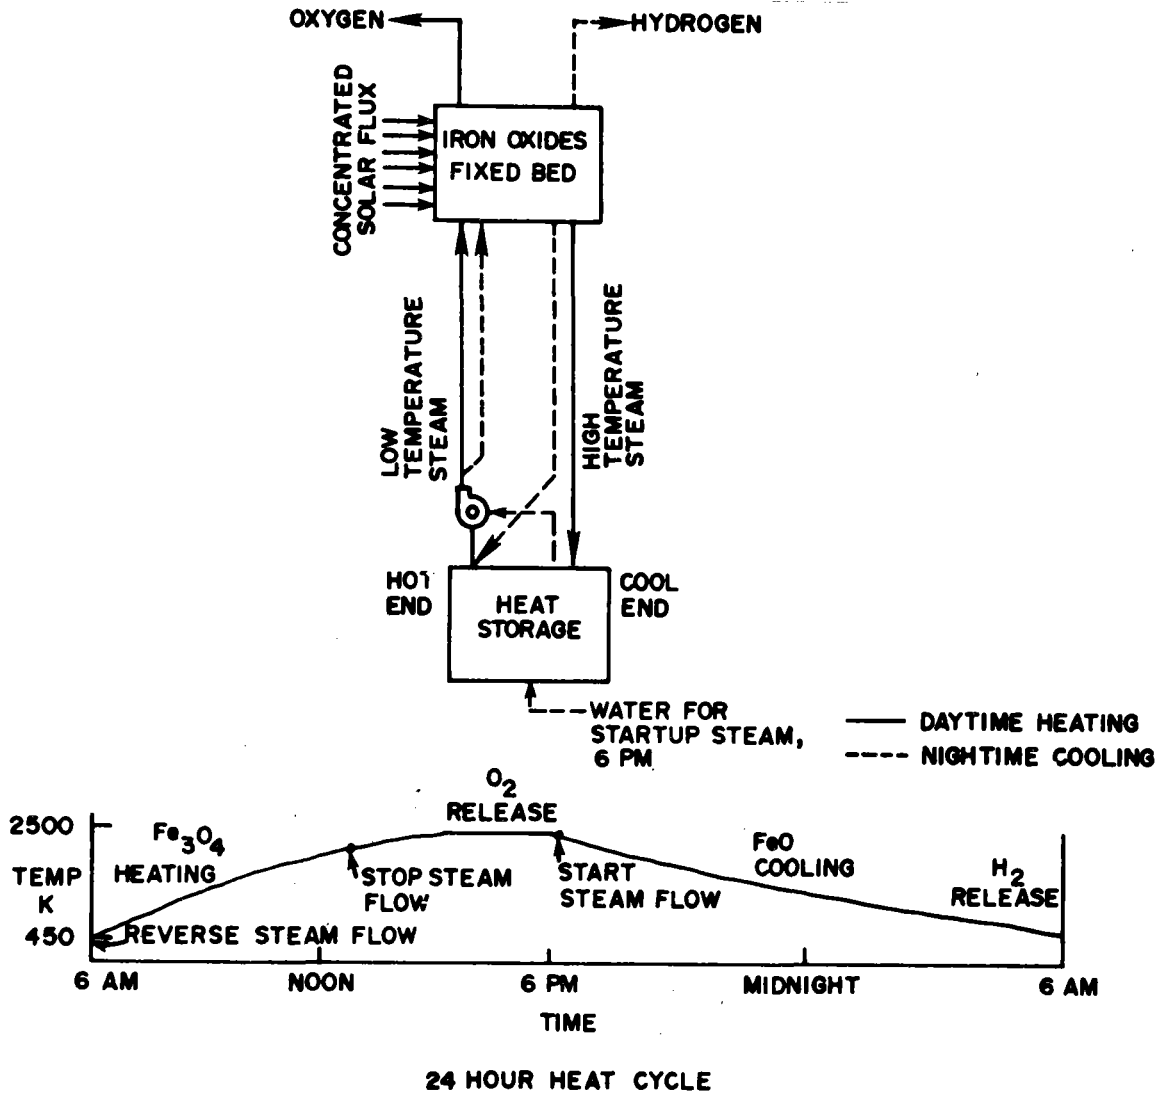 OXYGEN
HYDROGEN
CONCENTRATED
SOLAR FLUX
IRON OXIDES
FIXED BED
LOW
TEMPERATURE
STEAM
HIGH
TEMPERATURE
STEAM
HOT
END
HEAT
STORAGE
COOL
END
WATER FOR
STARTUP STEAM,
6 PM
DAYTIME HEATING
NIGHTIME COOLING
O2
RELEASE
2500
Fe3O4
HEATING
TEMP
K
450
STOP STEAM
FLOW
START
STEAM FLOW
FeO
COOLING
H2
RELEASE
REVERSE STEAM FLOW
6 AM
NOON
6 PM
MIDNIGHT
6 AM
TIME
24 HOUR HEAT CYCLE